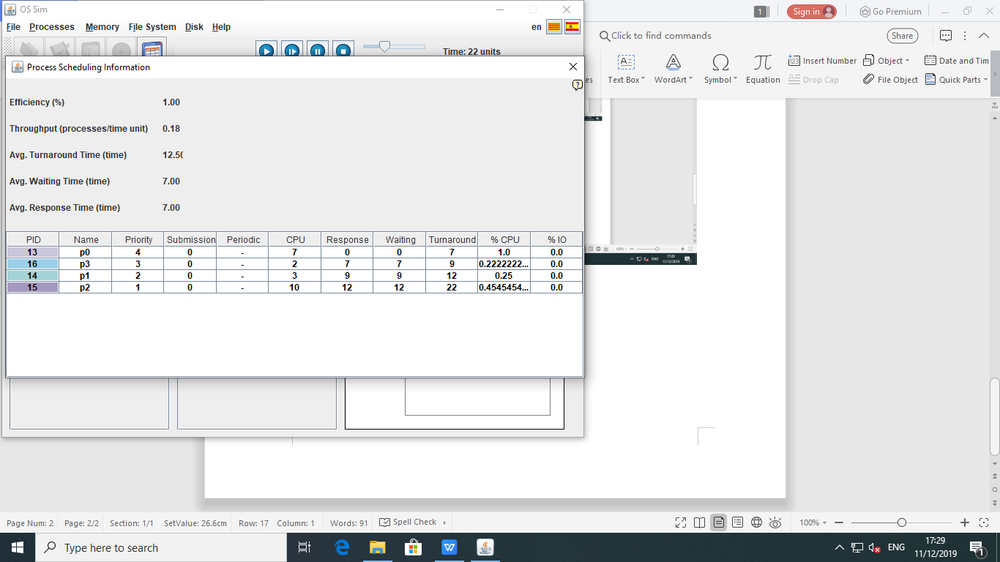 OS Sim
1 Sign in Go Premium
File Processes Memory File System Disk Help en
Click to find commands Share
Time: 22 units
Process Scheduling Information
Text Box WordArt Symbol Equation Insert Number Drop Cap Object File Object Date and Tim Quick Parts
Efficiency (%) 1.00
Throughput (processes/time unit) 0.18
Avg. Turnaround Time (time) 12.50
Avg. Waiting Time (time) 7.00
Avg. Response Time (time) 7.00
PID Name Priority Submission Periodic CPU Response Waiting Turnaround % CPU % IO
13 p0 4 0 - 7 0 0 7 1.0 0.0
16 p3 3 0 - 2 7 7 9 0.2222222... 0.0
14 p1 2 0 - 3 9 9 12 0.25 0.0
15 p2 1 0 - 10 12 12 22 0.4545454... 0.0
100%
ENG 17:20
11/12/2019
Page Num: 2 Page: 2/2 Section: 1/1 SetValue: 26.6cm Row: 17 Column: 1 Words: 91 Spell Check 100%
Type here to search
ENG 17:29
11/12/2019 1